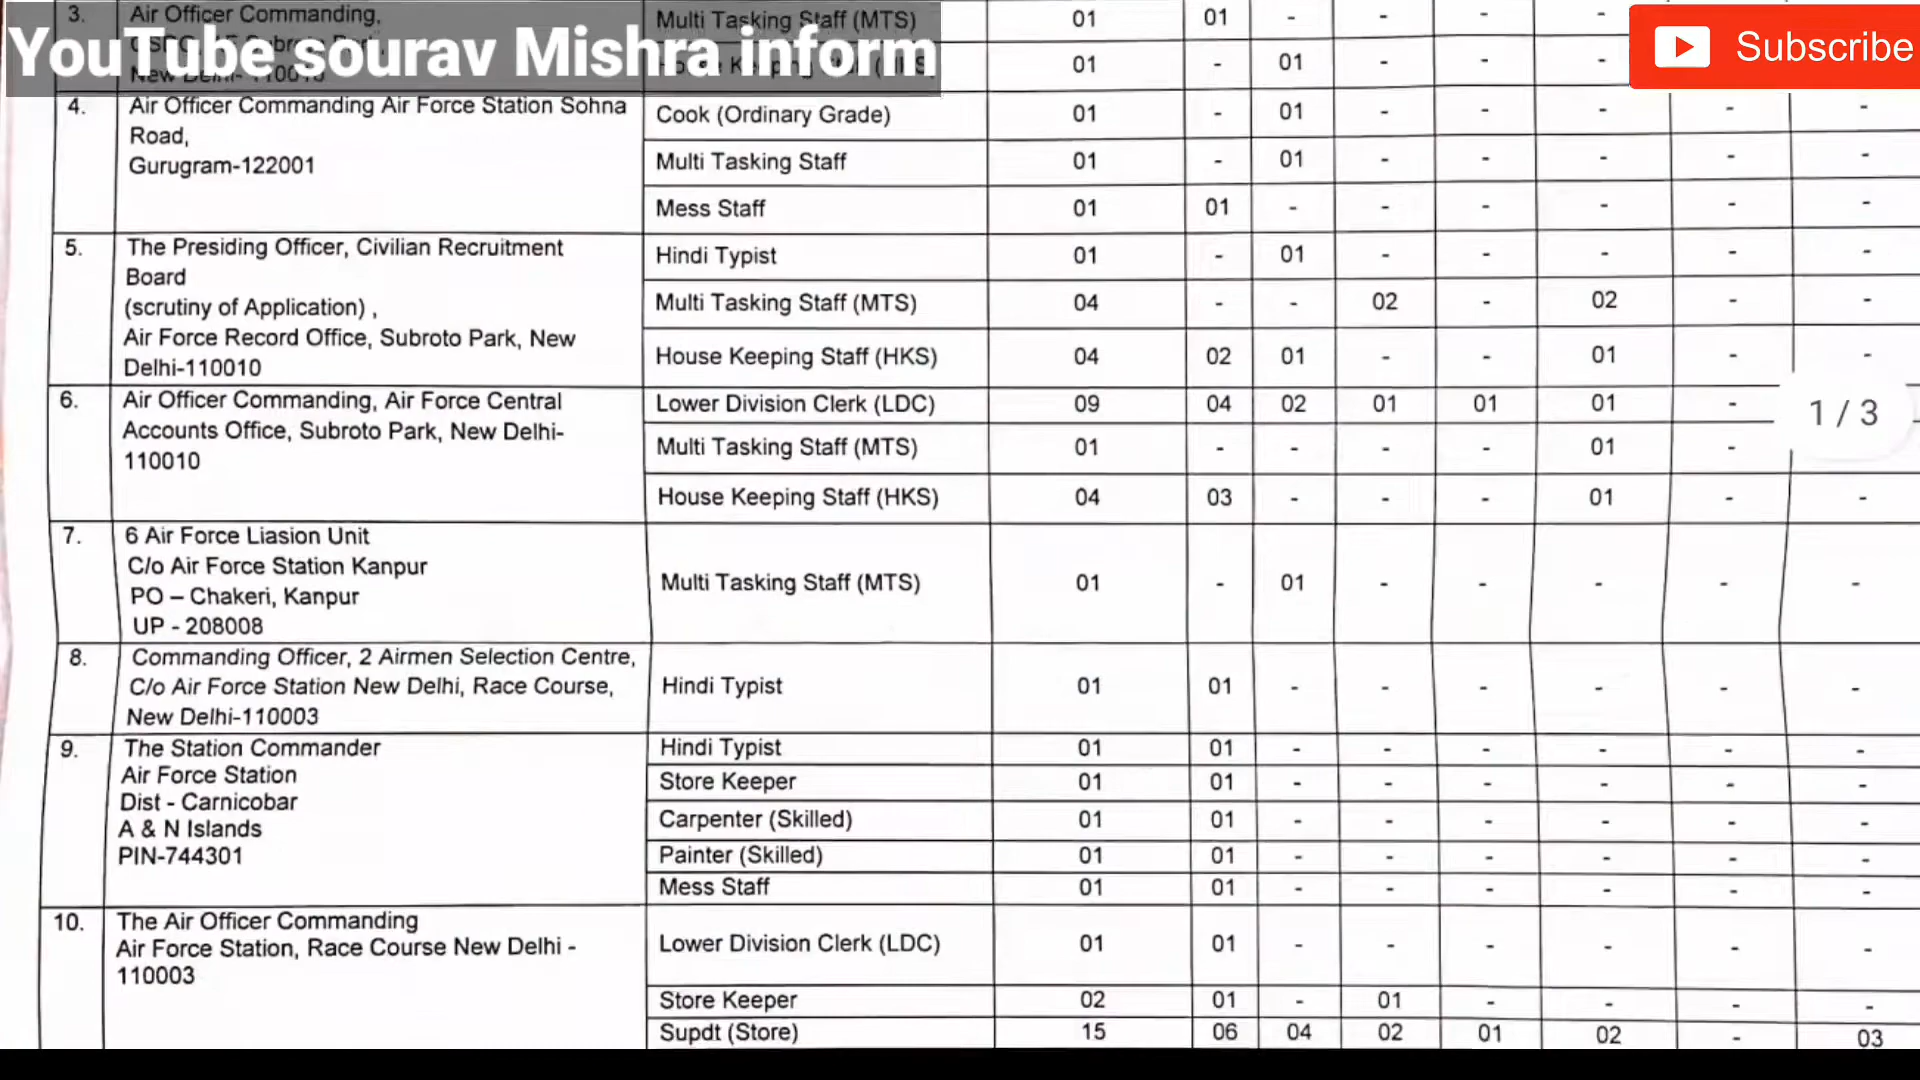 YouTube sourav Mishra inform
Subscribe
3. Air Officer Commanding, Multi Tasking Staff (MTS) 01 01 - - - -
New Delhi- 01 - 01 - - -
4. Air Officer Commanding Air Force Station Sohna
Road,
Gurugram-122001
Cook (Ordinary Grade) 01 - 01 - - - - -
Multi Tasking Staff 01 - 01 - - - - -
Mess Staff 01 01 - - - - - -
5. The Presiding Officer, Civilian Recruitment
Board
(scrutiny of Application) ,
Air Force Record Office, Subroto Park, New
Delhi-110010
Hindi Typist 01 - 01 - - - - -
Multi Tasking Staff (MTS) 04 - - 02 - 02 - -
House Keeping Staff (HKS) 04 02 01 - - 01 - -
6. Air Officer Commanding, Air Force Central
Accounts Office, Subroto Park, New Delhi-
110010
Lower Division Clerk (LDC) 09 04 02 01 01 01 -
1 / 3
Multi Tasking Staff (MTS) 01 - - - - 01 -
House Keeping Staff (HKS) 04 03 - - - 01 - -
7. 6 Air Force Liasion Unit
C/o Air Force Station Kanpur
PO – Chakeri, Kanpur
UP - 208008
Multi Tasking Staff (MTS) 01 - 01 - - - - -
8. Commanding Officer, 2 Airmen Selection Centre,
C/o Air Force Station New Delhi, Race Course,
New Delhi-110003
Hindi Typist 01 01 - - - - - -
9. The Station Commander
Air Force Station
Dist - Carnicobar
A & N Islands
PIN-744301
Hindi Typist 01 01 - - - - - -
Store Keeper 01 01 - - - - - -
Carpenter (Skilled) 01 01 - - - - - -
Painter (Skilled) 01 01 - - - - - -
Mess Staff 01 01 - - - - - -
10. The Air Officer Commanding
Air Force Station, Race Course New Delhi -
110003
Lower Division Clerk (LDC) 01 01 - - - - - -
Store Keeper 02 01 - 01 - - - -
Supdt (Store) 15 06 04 02 01 02 - 03